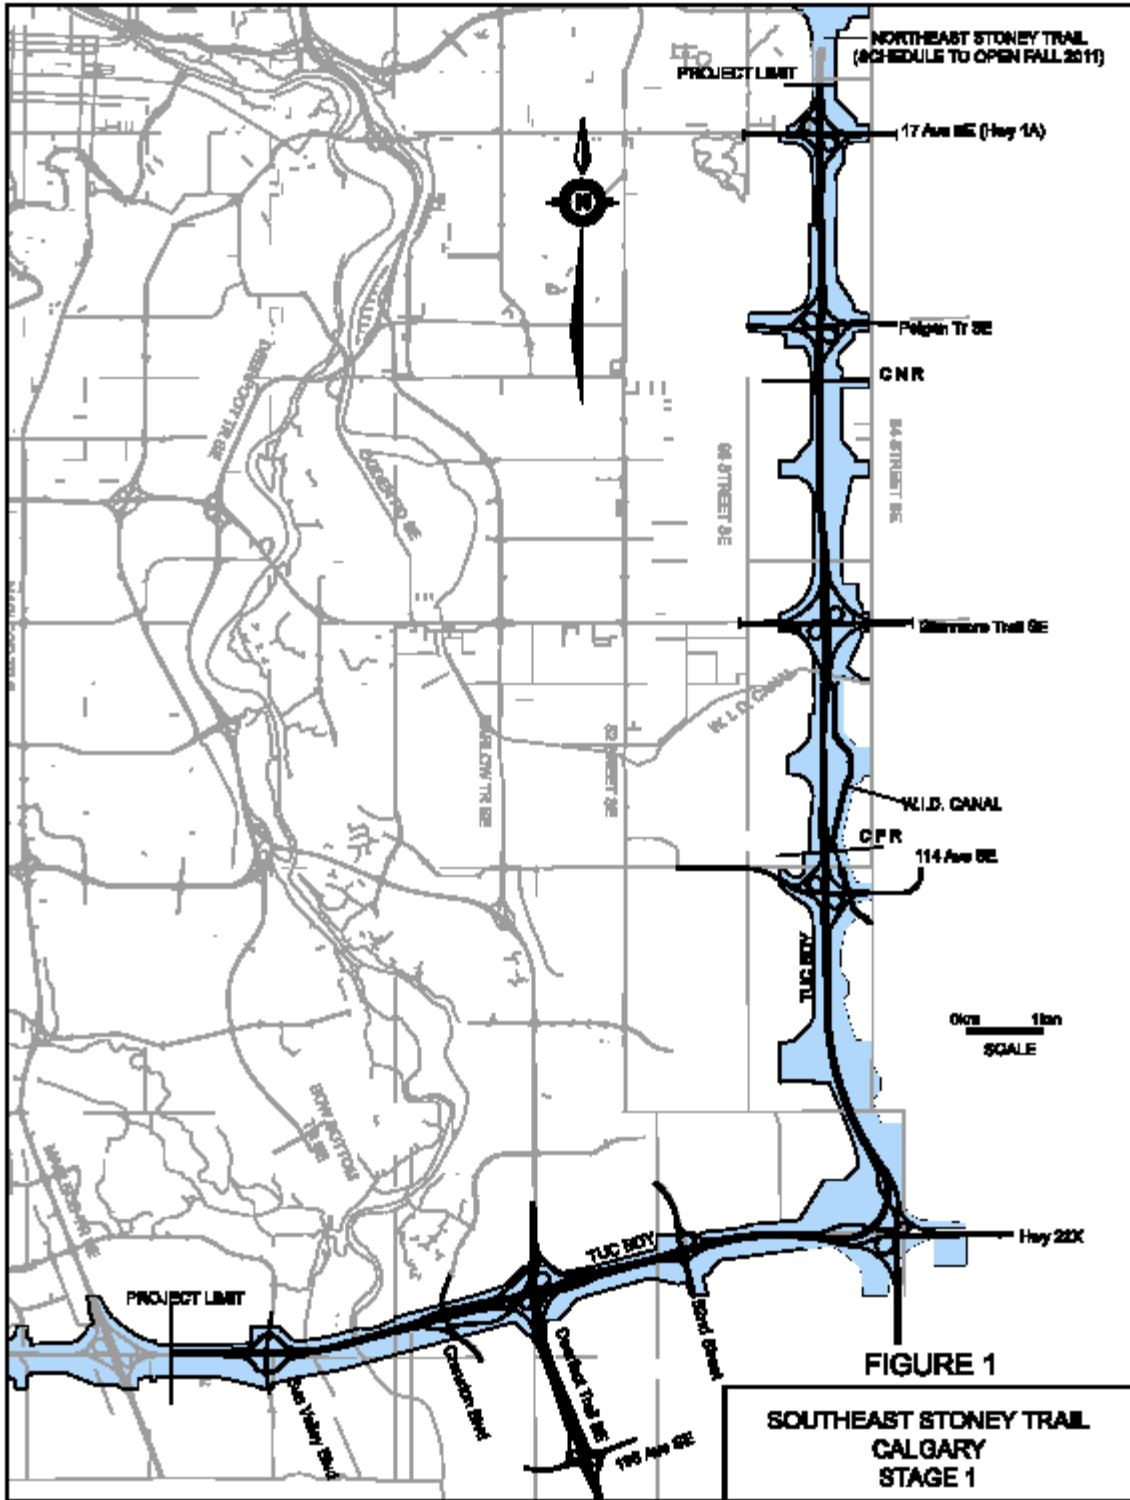 NORTHEAST STONEY TRAIL
(SCHEDULE TO OPEN FALL 2011)
PROJECT LIMIT
17 Ave SE (Hwy 1A)
N
Peigan Tr SE
C N R
84 STREET SE
68 STREET SE
DEERFOOT TR SE
Glenmore Trail SE
W.I.D. CANAL
BARLOW TR SE
52 STREET SE
W.I.D. CANAL
C P R
114 Ave SE
TUC BDY
0km 1km
SCALE
BOW BOTTOM
TR SE
Hwy 22X
TUC BDY
PROJECT LIMIT
52nd Street
Sun Valley Blvd
Cranston Blvd
Deerfoot Trail SE
196 Ave SE
FIGURE 1
SOUTHEAST STONEY TRAIL
CALGARY
STAGE 1